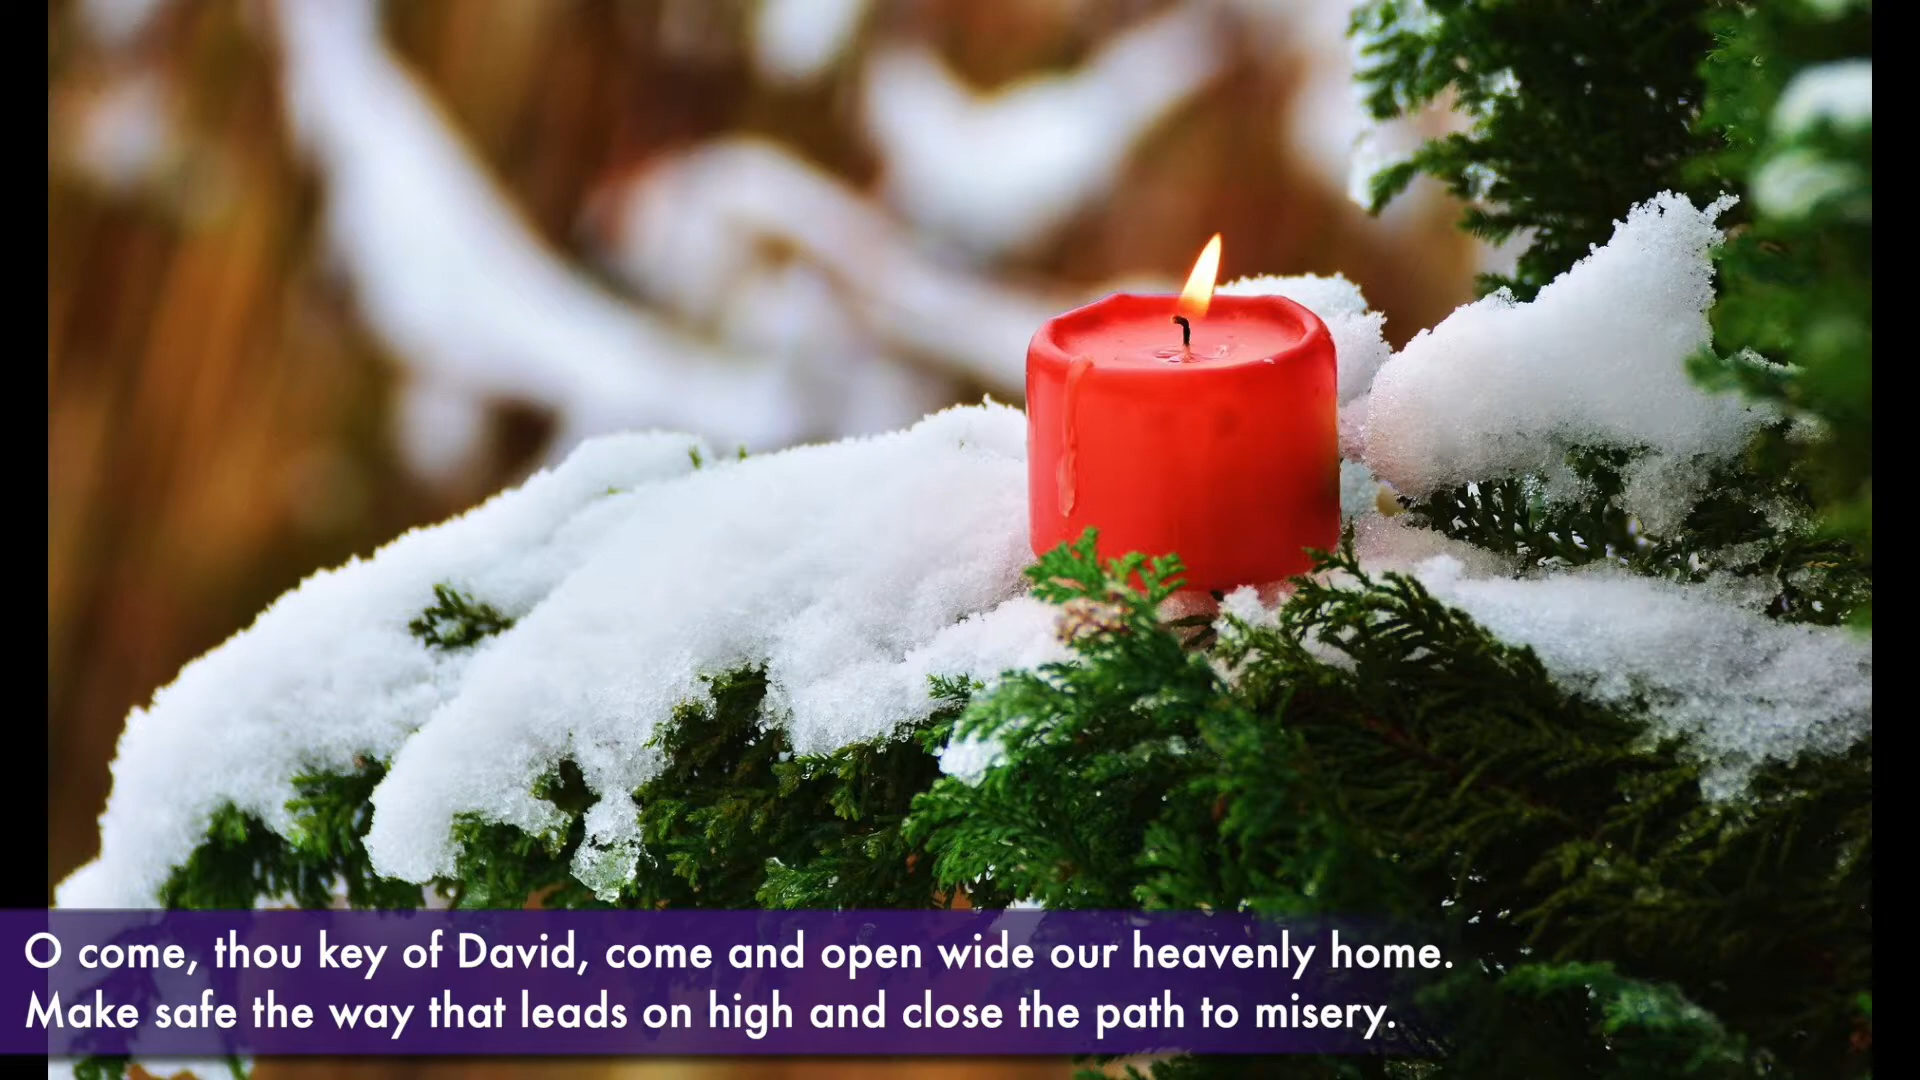 O come, thou key of David, come and open wide our heavenly home.
Make safe the way that leads on high and close the path to misery.